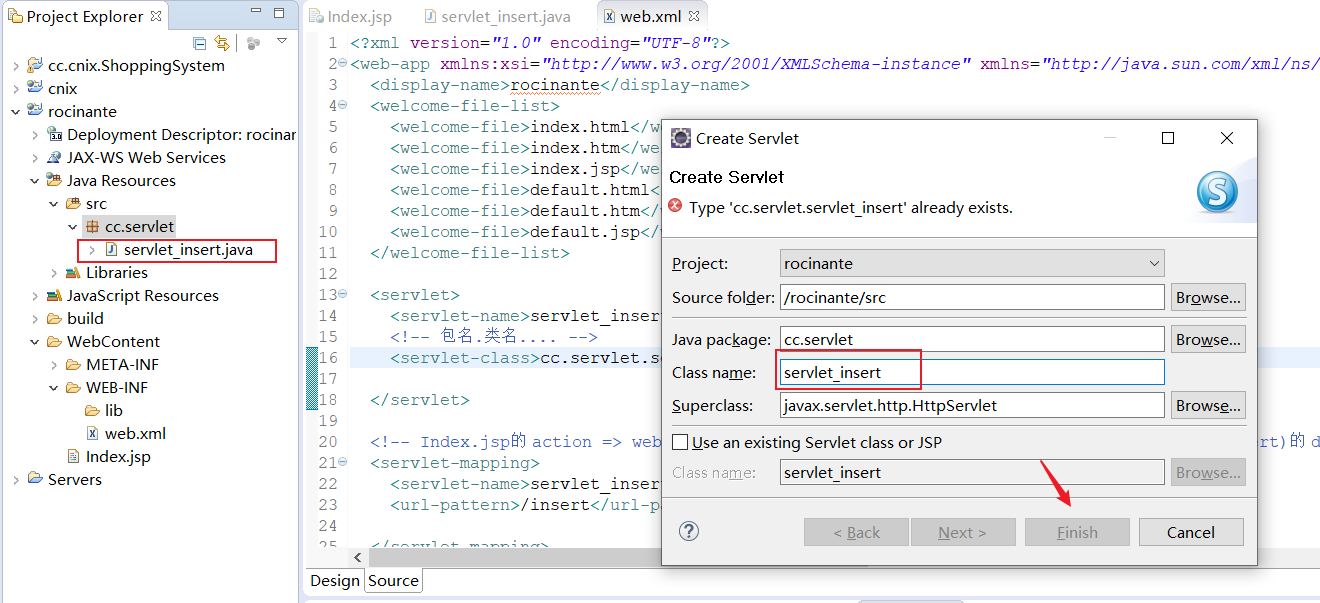 Project Explorer
cc.cnix.ShoppingSystem
cnix
rocinante
Deployment Descriptor: rocinar
JAX-WS Web Services
Java Resources
src
cc.servlet
servlet_insert.java
Libraries
JavaScript Resources
build
WebContent
META-INF
WEB-INF
lib
web.xml
Index.jsp
Servers
Index.jsp servlet_insert.java web.xml
1 <?xml version="1.0" encoding="UTF-8"?>
2 <web-app xmlns:xsi="http://www.w3.org/2001/XMLSchema-instance" xmlns="http://java.sun.com/xml/ns/
3 <display-name>rocinante</display-name>
4 <welcome-file-list>
5 <welcome-file>index.html</we
6 <welcome-file>index.htm</we
7 <welcome-file>index.jsp</we
8 <welcome-file>default.html<
9 <welcome-file>default.htm</
10 <welcome-file>default.jsp</
11 </welcome-file-list>
12
13 <servlet>
14 <servlet-name>servlet_inser
15 <!-- 包名.类名.... -->
16 <servlet-class>cc.servlet.se
17
18 </servlet>
19
20 <!-- Index.jsp的 action => web rt)的 d
21 <servlet-mapping>
22 <servlet-name>servlet_inser
23 <url-pattern>/insert</url-pa
24
25 </servlet-mapping>
Design Source
Create Servlet
Create Servlet
Type 'cc.servlet.servlet_insert' already exists.
Project: rocinante
Source folder: /rocinante/src Browse...
Java package: cc.servlet Browse...
Class name: servlet_insert
Superclass: javax.servlet.http.HttpServlet Browse...
Use an existing Servlet class or JSP
Class name: servlet_insert Browse...
? < Back Next > Finish Cancel